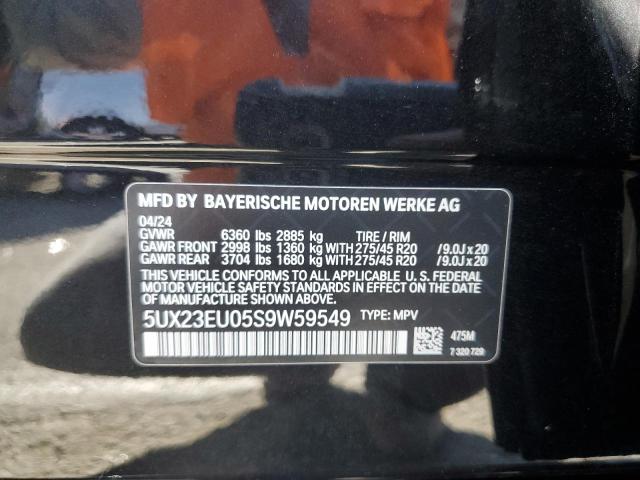 MFD BY BAYERISCHE MOTOREN WERKE AG
04/24
GVWR 6360 lbs 2885 kg TIRE / RIM
GAWR FRONT 2998 lbs 1360 kg WITH 275/45 R20 /9.0J x 20
GAWR REAR 3704 lbs 1680 kg WITH 275/45 R20 /9.0J x 20
THIS VEHICLE CONFORMS TO ALL APPLICABLE U. S. FEDERAL
MOTOR VEHICLE SAFETY STANDARDS IN EFFECT ON THE
DATE OF MANUFACTURE SHOWN ABOVE.
5UX23EU05S9W59549 TYPE: MPV
475M
7 320 729